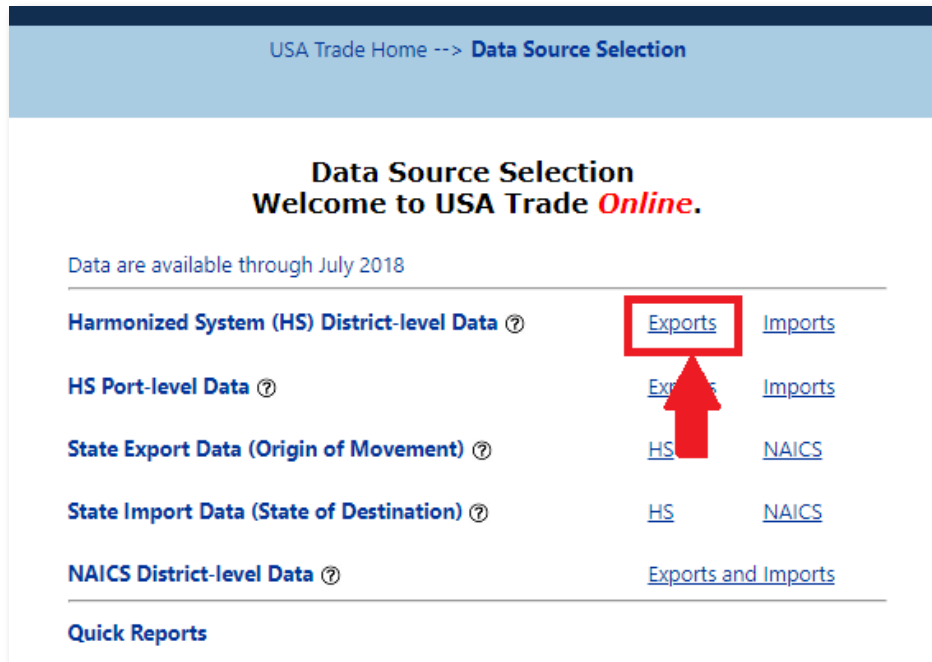 USA Trade Home --> Data Source Selection
Data Source Selection
Welcome to USA Trade Online.
Data are available through July 2018
Harmonized System (HS) District-level Data ? Exports Imports
HS Port-level Data ? Imports
State Export Data (Origin of Movement) ? HS NAICS
State Import Data (State of Destination) ? HS NAICS
NAICS District-level Data ? Exports and Imports
Quick Reports